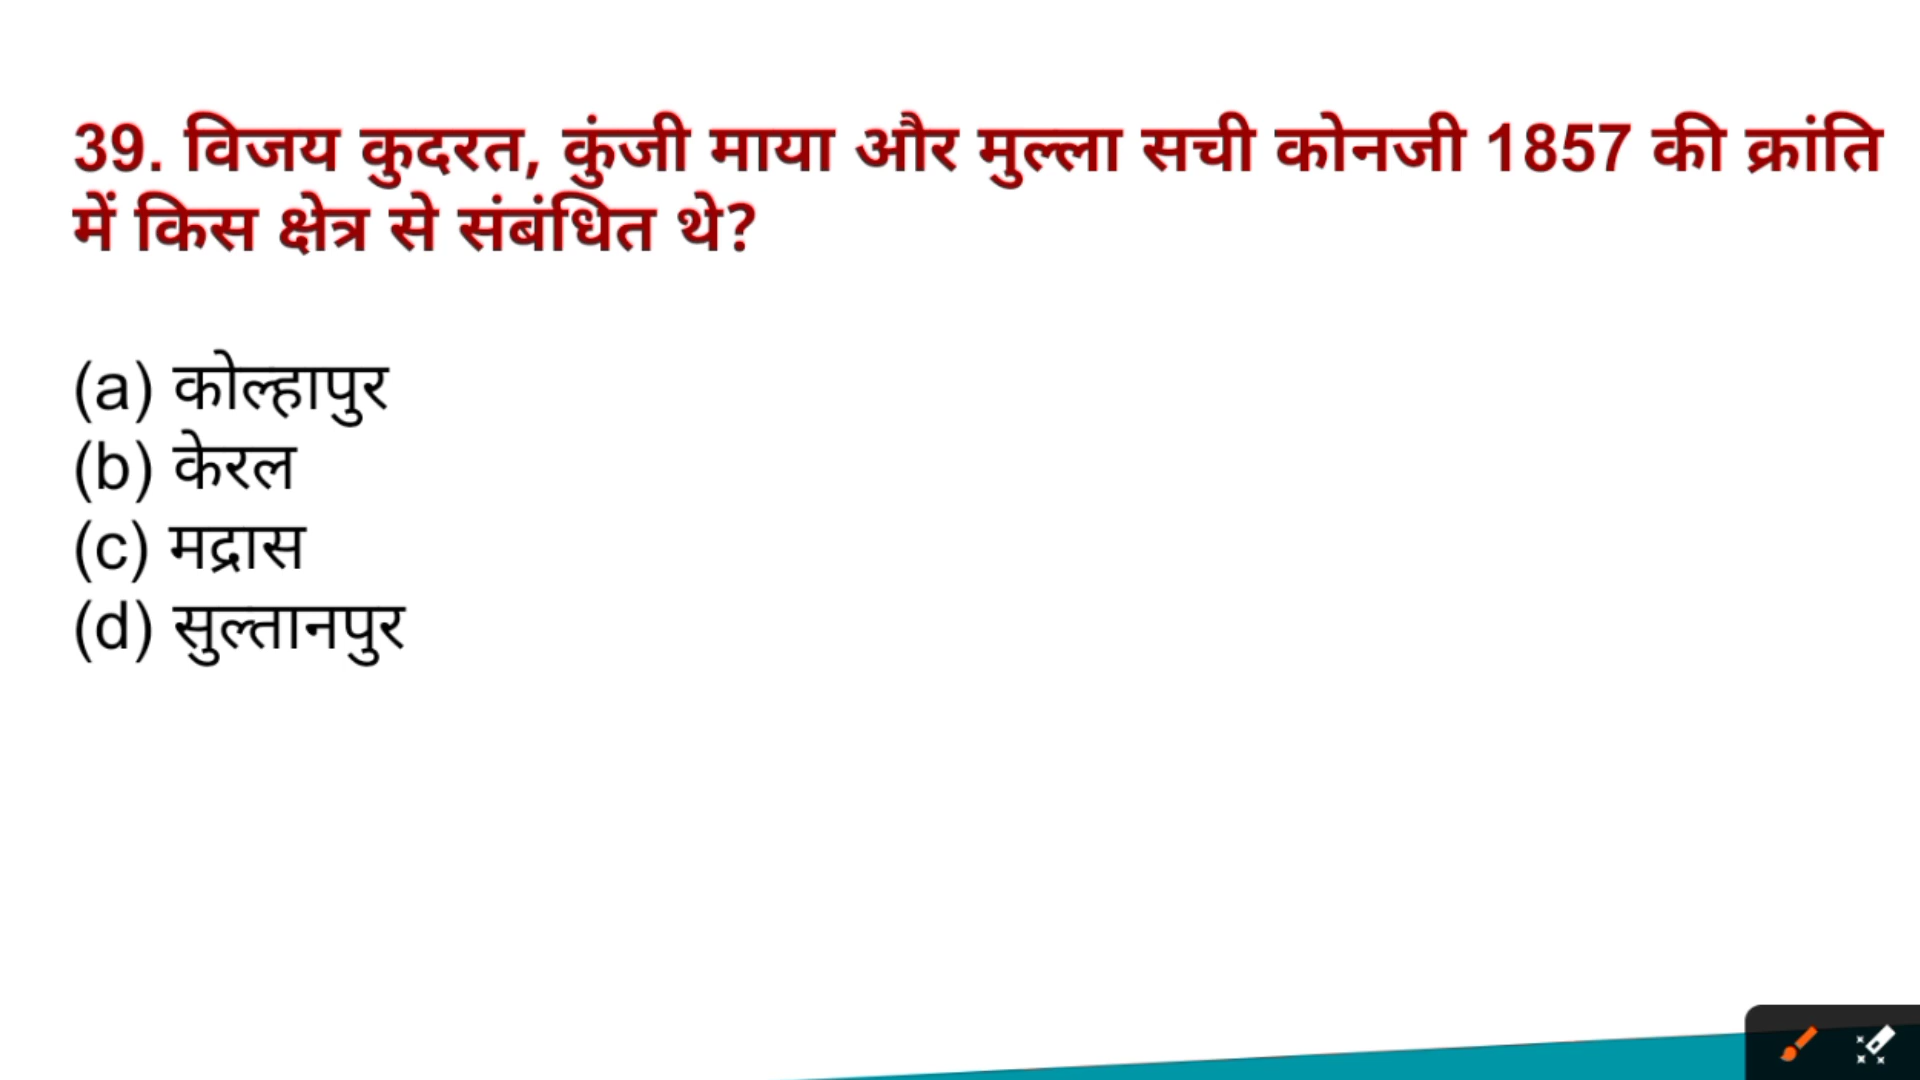 39. विजय कुदरत, कुंजी माया और मुल्ला सची कोनजी 1857 की क्रांति
में किस क्षेत्र से संबंधित थे?
(a) कोल्हापुर
(b) केरल
(c) मद्रास
(d) सुल्तानपुर